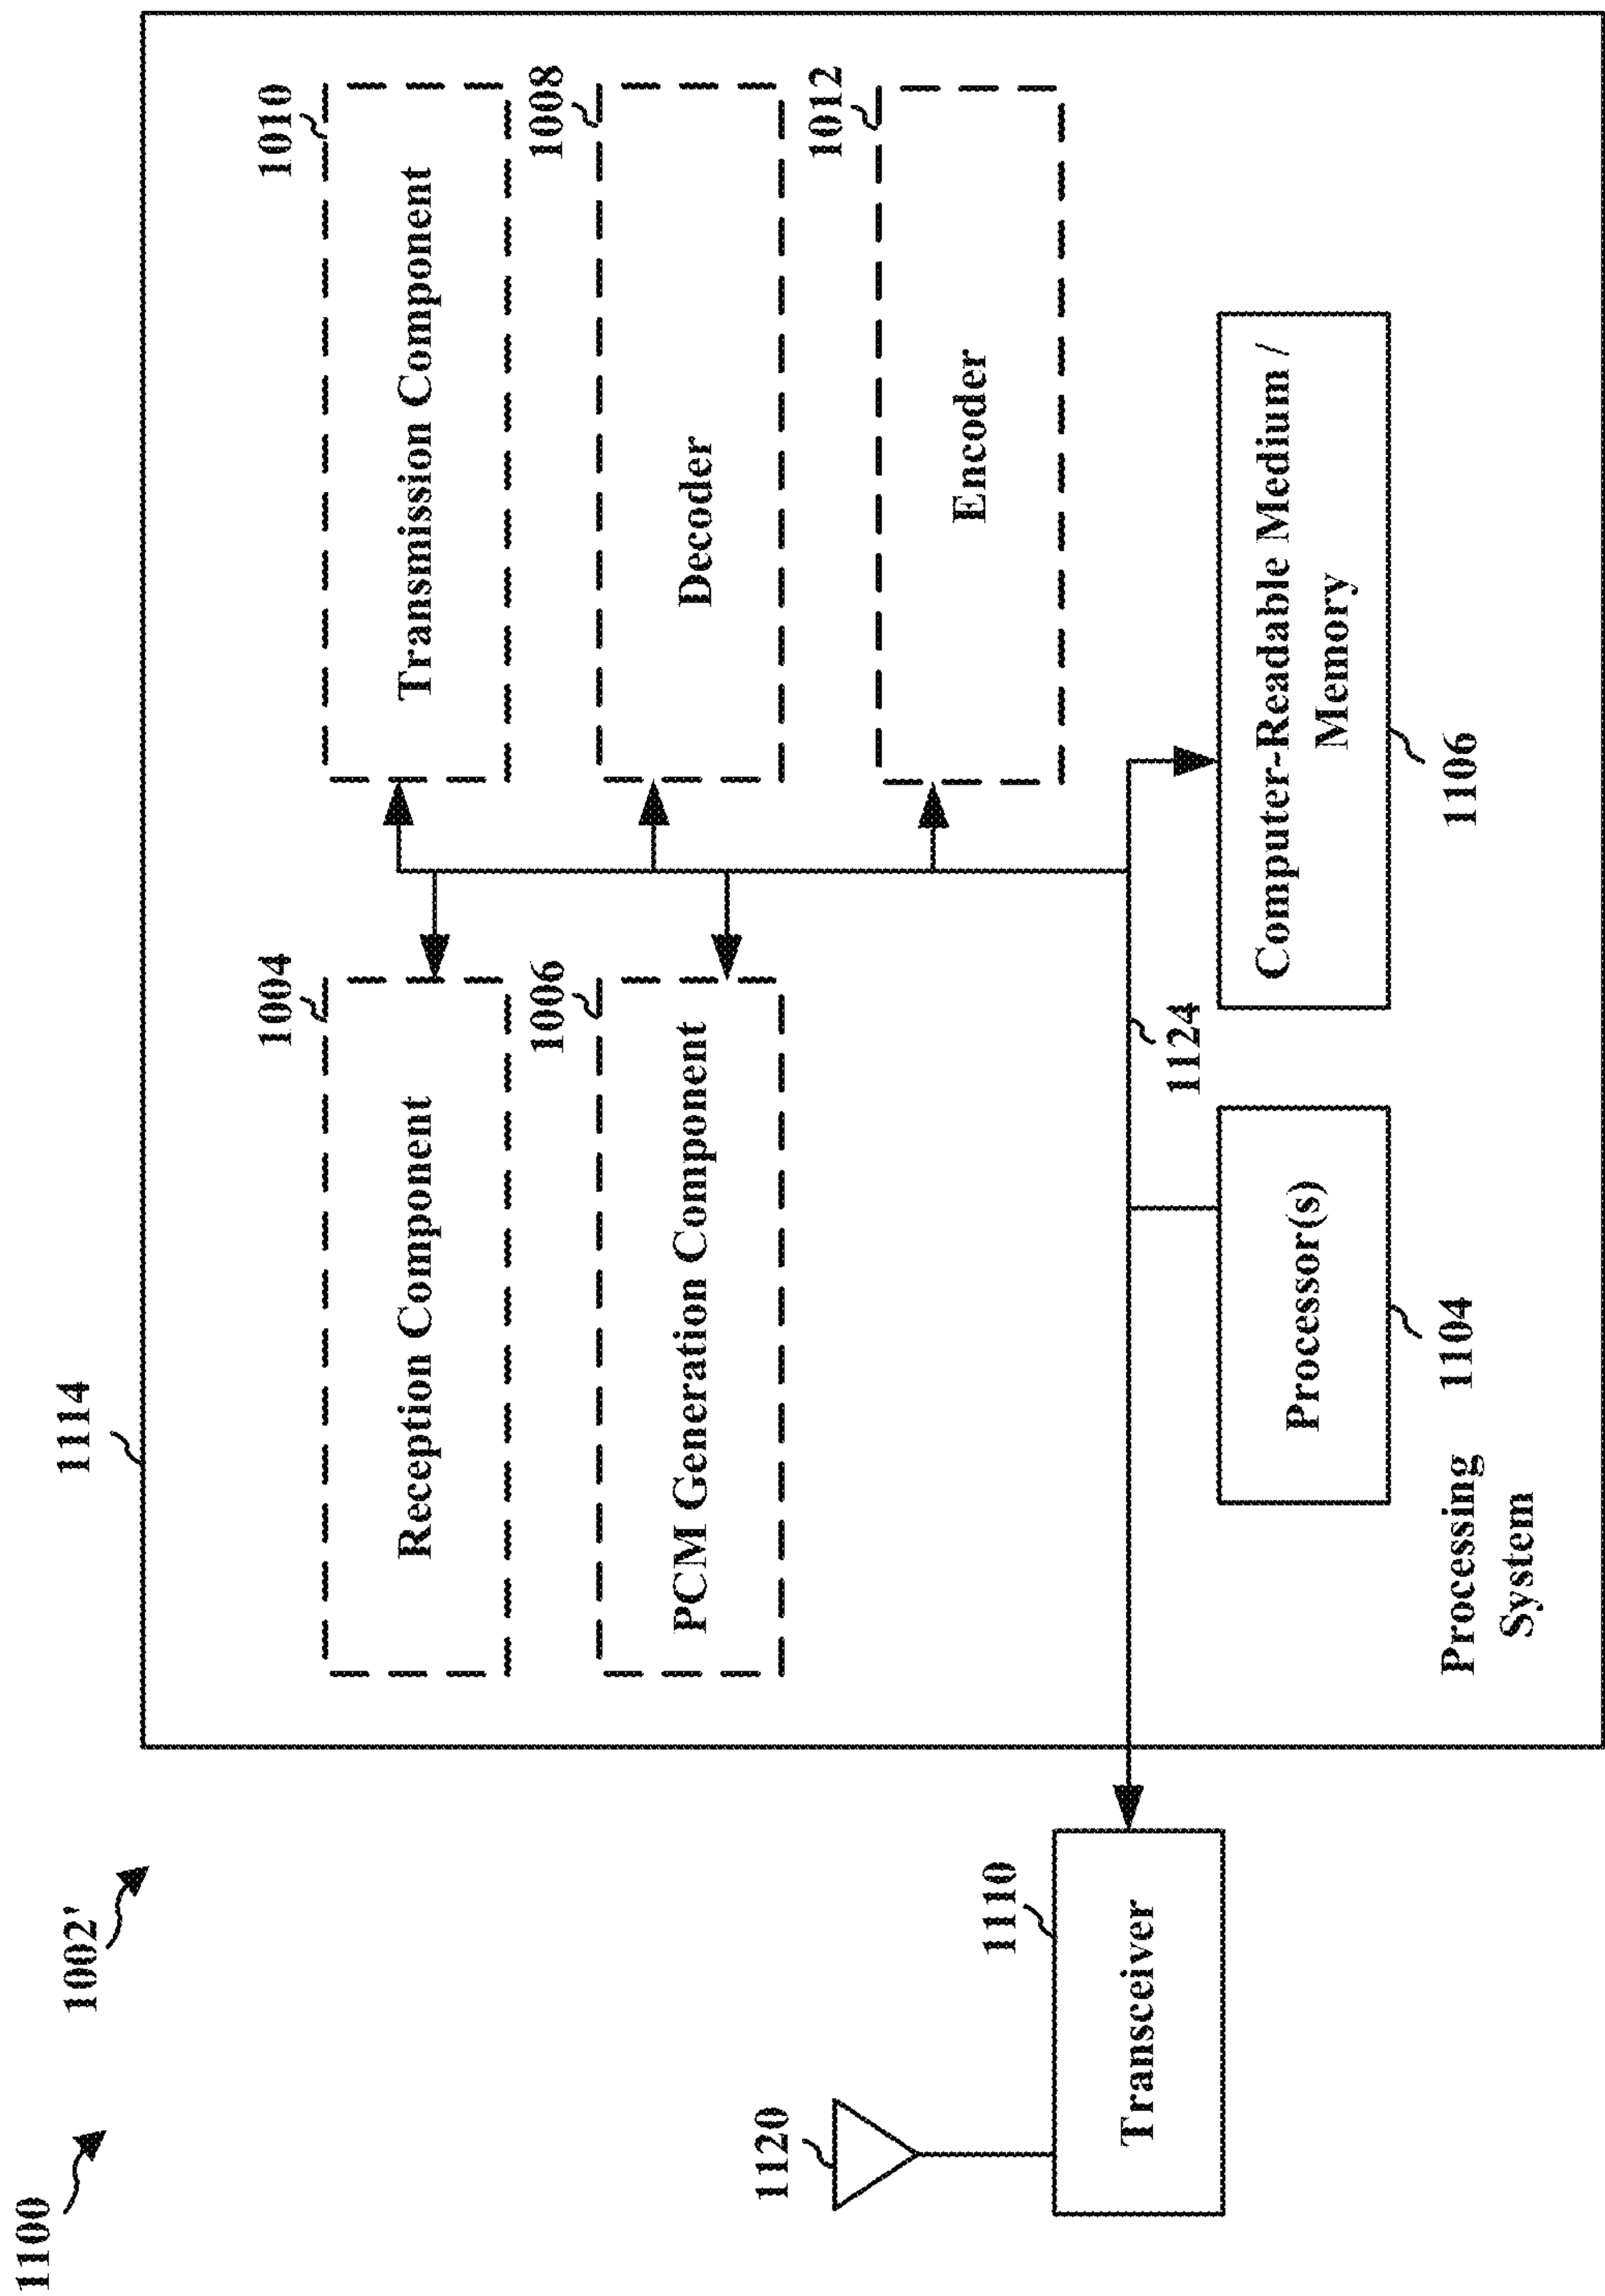 1100
1002'
1114
1004
Reception Component
1010
Transmission Component
1006
PCM Generation Component
1008
Decoder
1012
Encoder
1120
1110
Transceiver
1124
Processor(s)
1104
Computer-Readable Medium /
Memory
1106
Processing
System